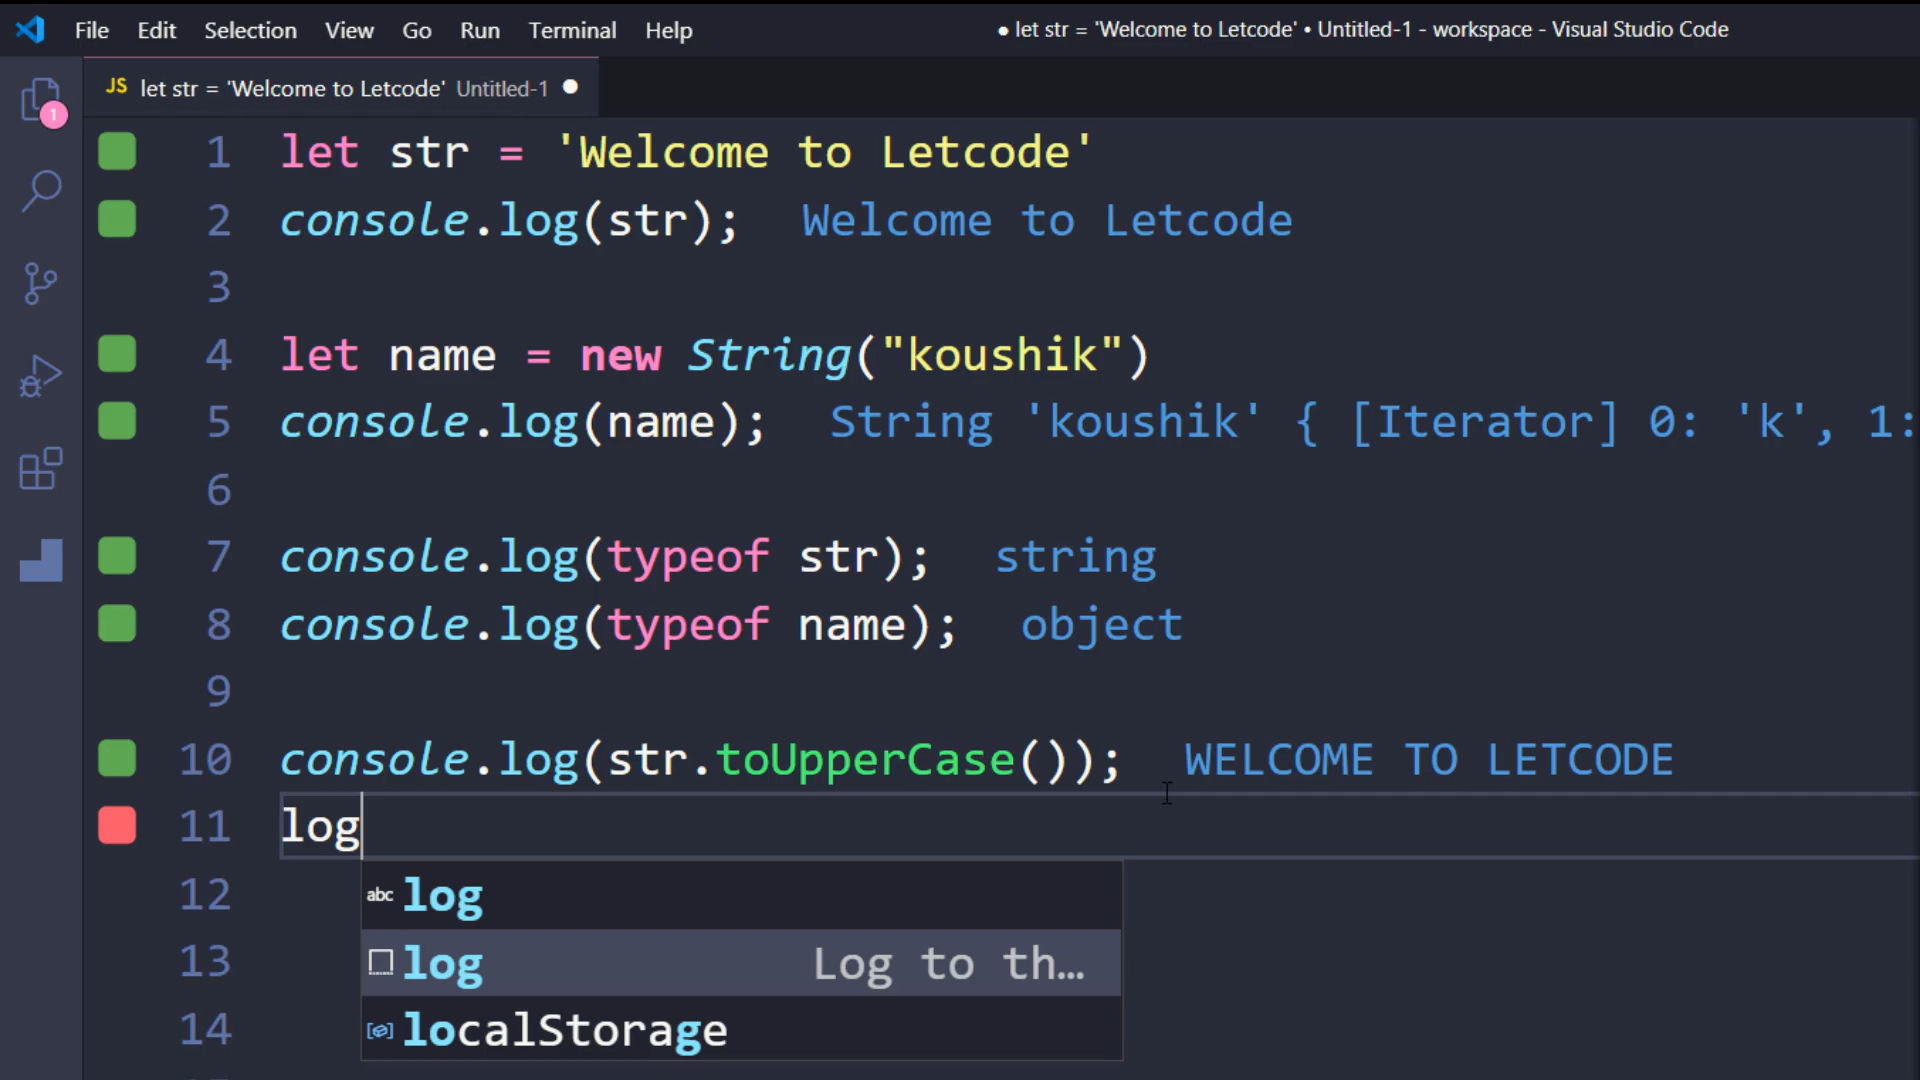 File Edit Selection View Go Run Terminal Help ● let str = 'Welcome to Letcode' • Untitled-1 - workspace - Visual Studio Code
JS let str = 'Welcome to Letcode' Untitled-1 ●
1
1 let str = 'Welcome to Letcode'
2 console.log(str); Welcome to Letcode
3
4 let name = new String("koushik")
5 console.log(name); String 'koushik' { [Iterator] 0: 'k', 1:
6
7 console.log(typeof str); string
8 console.log(typeof name); object
9
10 console.log(str.toUpperCase()); WELCOME TO LETCODE
11 log
12 abc log
13 log Log to th...
14 localStorage